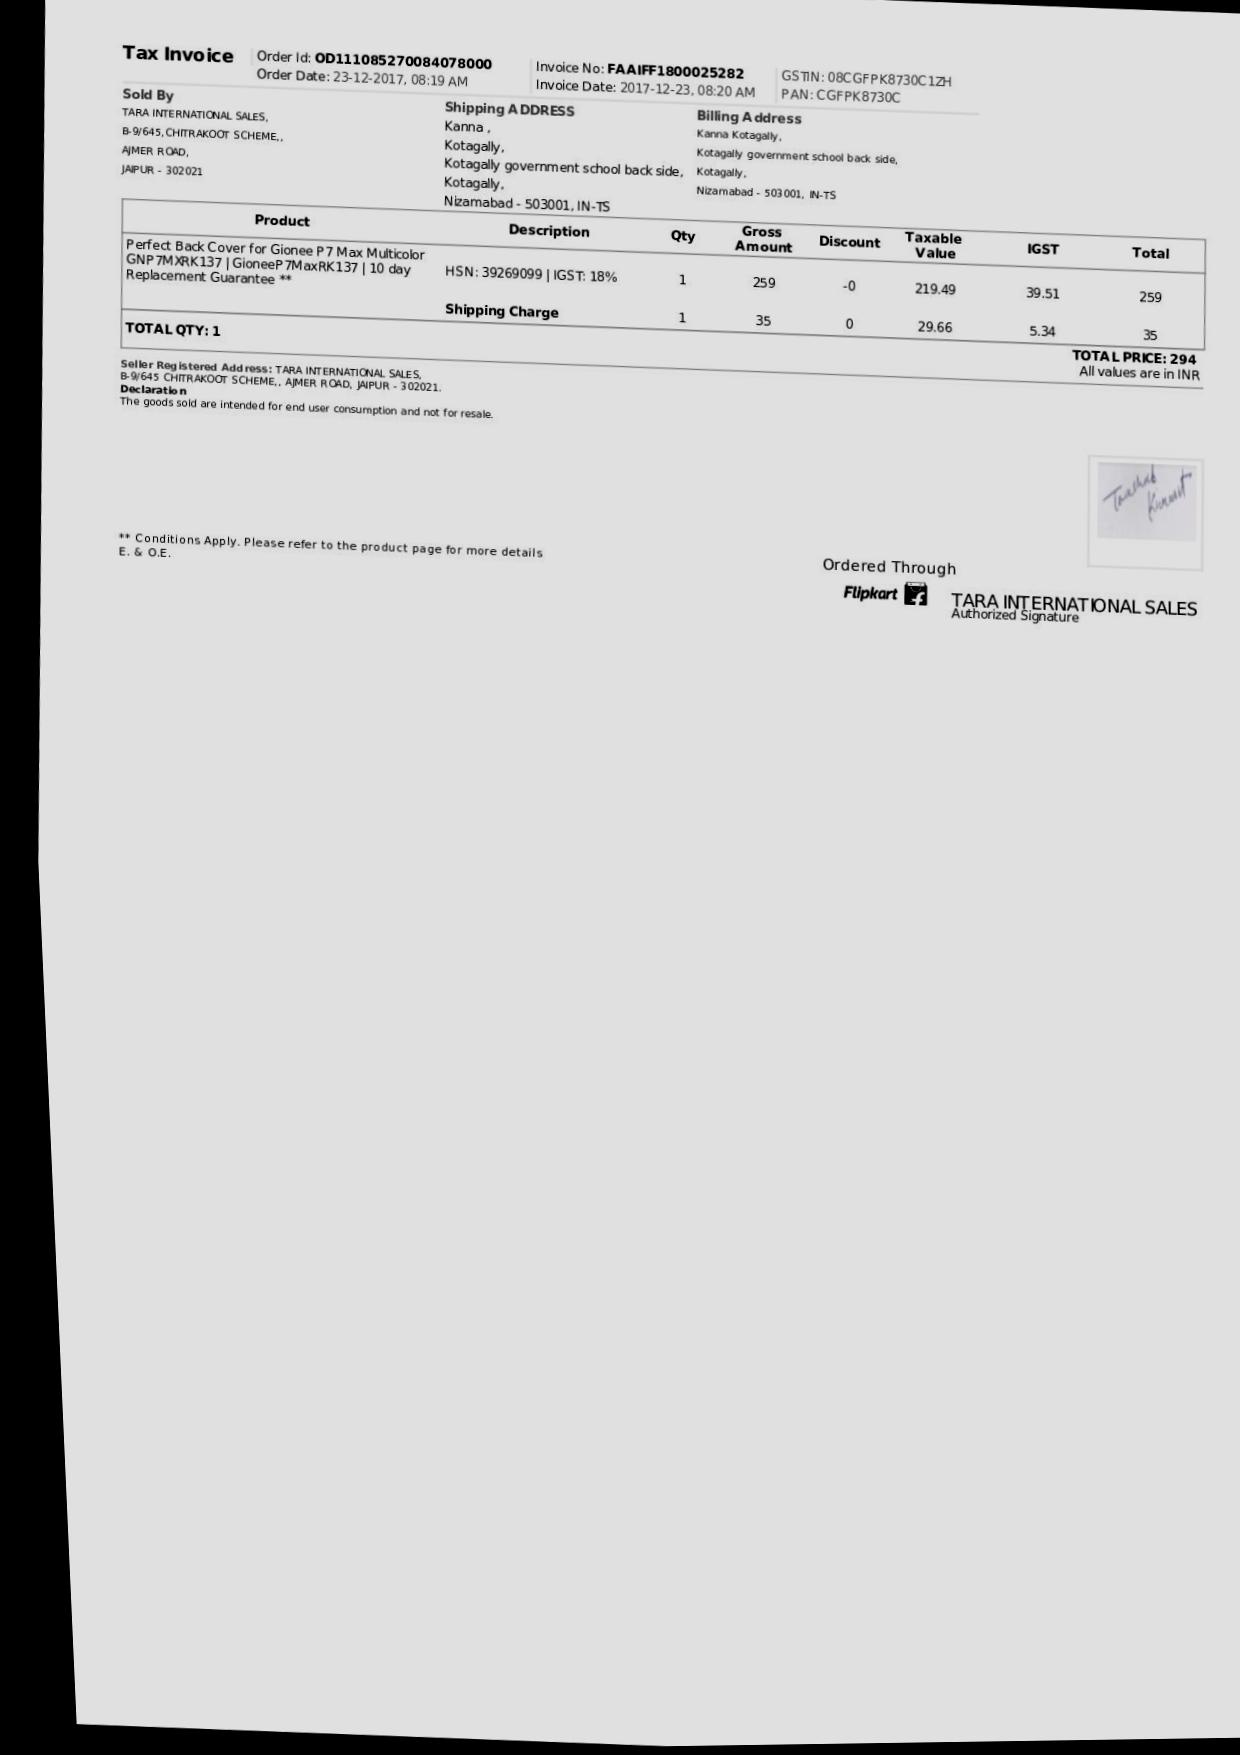 Tax Invoice
Order Id: OD111085270084078000
Order Date: 23-12-2017, 08:19 AM
Invoice No: FAAIFF1800025282
Invoice Date: 2017-12-23, 08:20 AM
GSTIN: 08CGFPK8730C1ZH
PAN: CGFPK8730C
Sold By
TARA INTERNATIONAL SALES,
B-9/645, CHITRAKOOT SCHEME,,
AJMER ROAD,
JAIPUR - 302021
Shipping ADDRESS
Kanna ,
Kotagally,
Kotagally government school back side,
Kotagally,
Nizamabad - 503001, IN-TS
Billing Address
Kanna Kotagally,
Kotagally government school back side,
Kotagally,
Nizamabad - 503001, IN-TS
Product Description Qty Gross Amount Discount Taxable Value IGST Total
Perfect Back Cover for Gionee P7 Max Multicolor
GNP7MXRK137 | GioneeP7MaxRK137 | 10 day
Replacement Guarantee **
HSN: 39269099 | IGST: 18% 1 259 -0 219.49 39.51 259
Shipping Charge 1 35 0 29.66 5.34 35
TOTAL QTY: 1
TOTAL PRICE: 294
All values are in INR
Seller Registered Address: TARA INTERNATIONAL SALES,
B-9/645 CHITRAKOOT SCHEME,, AJMER ROAD, JAIPUR - 302021.
Declaration
The goods sold are intended for end user consumption and not for resale.
** Conditions Apply. Please refer to the product page for more details
E. & O.E.
Ordered Through
Flipkart
TARA INTERNATIONAL SALES
Authorized Signature